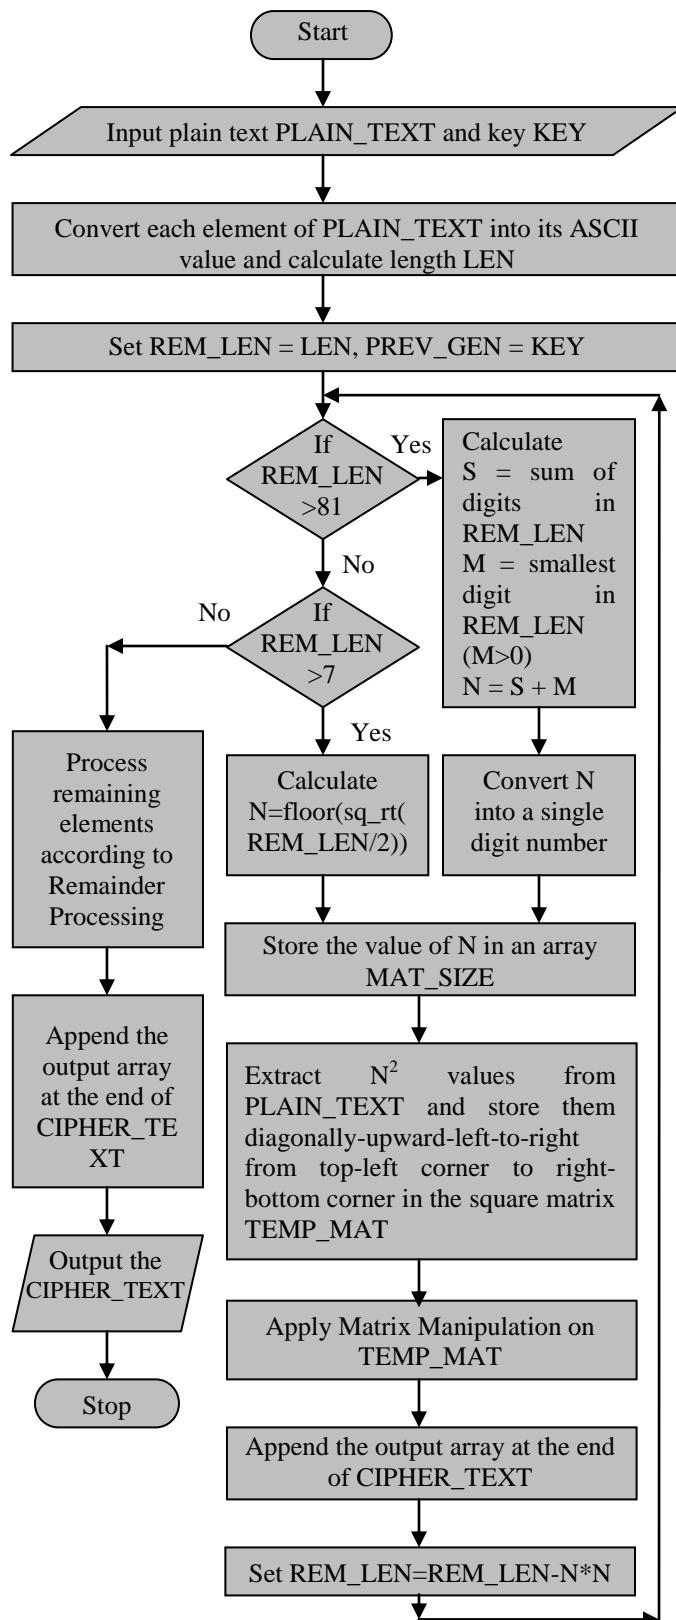 Start
Input plain text PLAIN_TEXT and key KEY
Convert each element of PLAIN_TEXT into its ASCII
value and calculate length LEN
Set REM_LEN = LEN, PREV_GEN = KEY
If
REM_LEN
>81
Yes
Calculate
S = sum of
digits in
REM_LEN
M = smallest
digit in
REM_LEN
(M>0)
N = S + M
No
If
REM_LEN
>7
No
Yes
Process
remaining
elements
according to
Remainder
Processing
Calculate
N=floor(sq_rt(
REM_LEN/2))
Convert N
into a single
digit number
Store the value of N in an array
MAT_SIZE
Append the
output array
at the end of
CIPHER_TE
XT
Extract N² values from
PLAIN_TEXT and store them
diagonally-upward-left-to-right
from top-left corner to right-
bottom corner in the square matrix
TEMP_MAT
Output the
CIPHER_TEXT
Apply Matrix Manipulation on
TEMP_MAT
Stop
Append the output array at the end
of CIPHER_TEXT
Set REM_LEN=REM_LEN-N*N